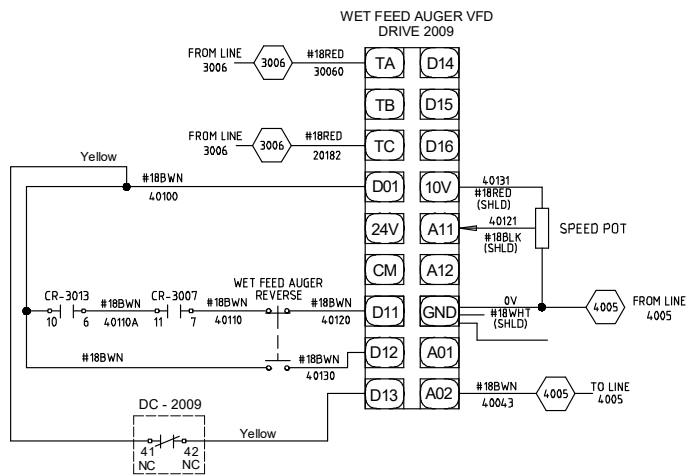 WET FEED AUGER VFD
DRIVE 2009
FROM LINE
3006
3006
#18RED
30060
TA
D14
TB
D15
FROM LINE
3006
3006
#18RED
20182
TC
D16
Yellow
#18BWN
40100
D01
10V
40131
#18RED
(SHLD)
24V
A11
40121
#18BLK
(SHLD)
SPEED POT
CM
A12
CR-3013
10
6
#18BWN
40110A
CR-3007
11
7
#18BWN
40110
WET FEED AUGER
REVERSE
#18BWN
40120
D11
GND
0V
#18WHT
(SHLD)
4005
FROM LINE
4005
#18BWN
#18BWN
40130
D12
A01
D13
A02
#18BWN
40043
4005
TO LINE
4005
DC - 2009
41
NC
42
NC
Yellow